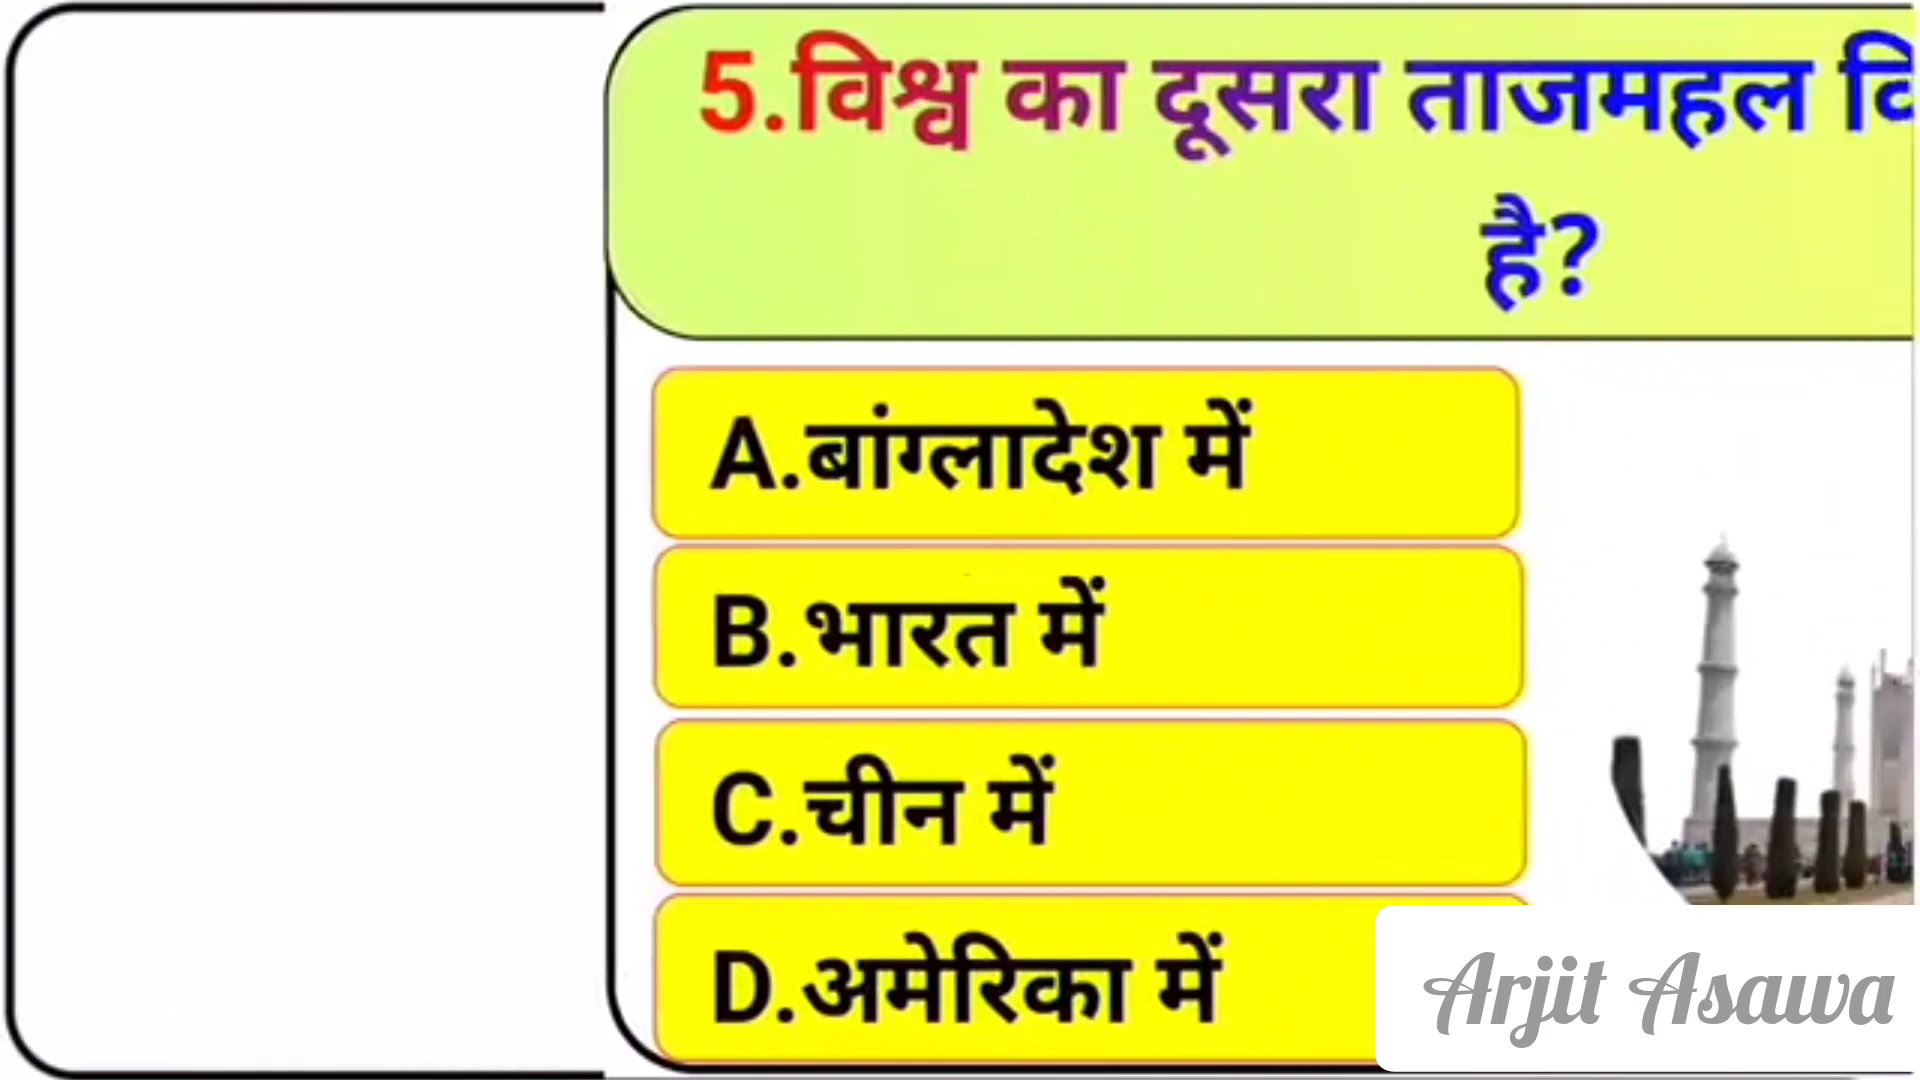 5.विश्व का दूसरा ताजमहल
है?
A.बांग्लादेश में
B.भारत में
C.चीन में
D.अमेरिका में
Arjit Asawa